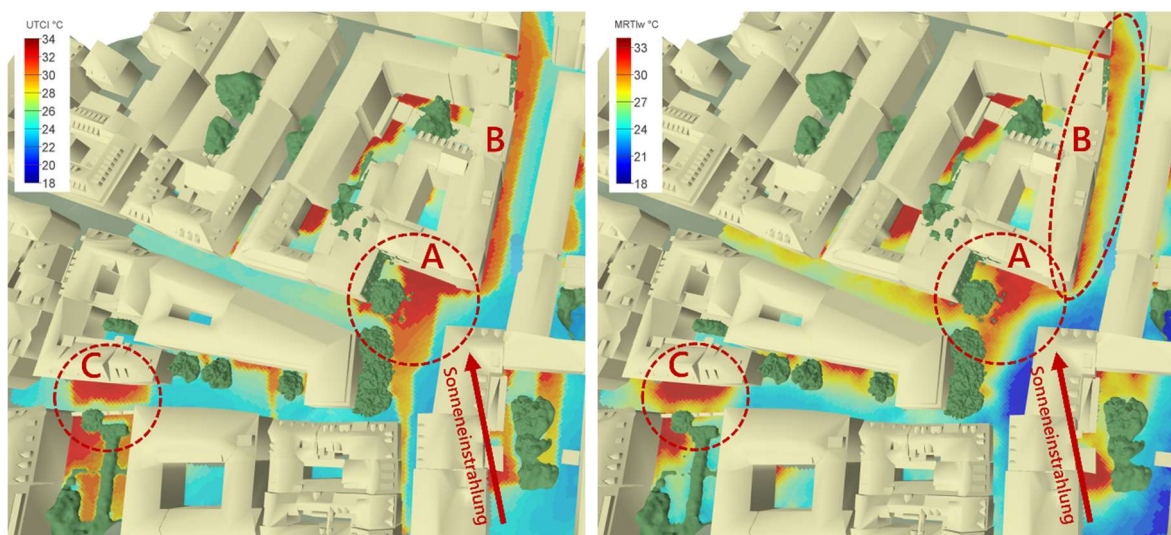 UTCI °C
34
32
30
28
26
24
22
20
18
A
B
C
Sonneneinstrahlung
MRTlw °C
33
30
27
24
21
18
A
B
C
Sonneneinstrahlung